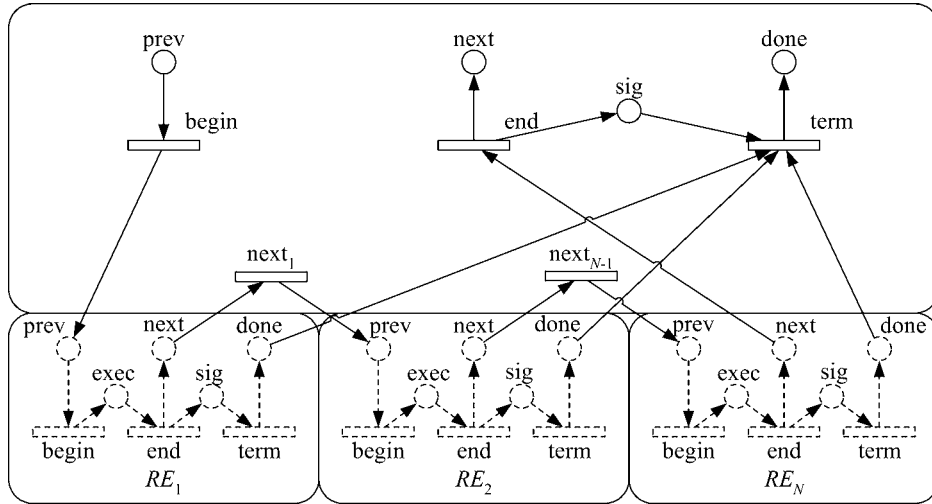 prev next done
sig
begin end term
next1 nextN-1
prev next done prev next done prev next done
exec sig exec sig exec sig
begin end term begin end term begin end term
RE1 RE2 REN